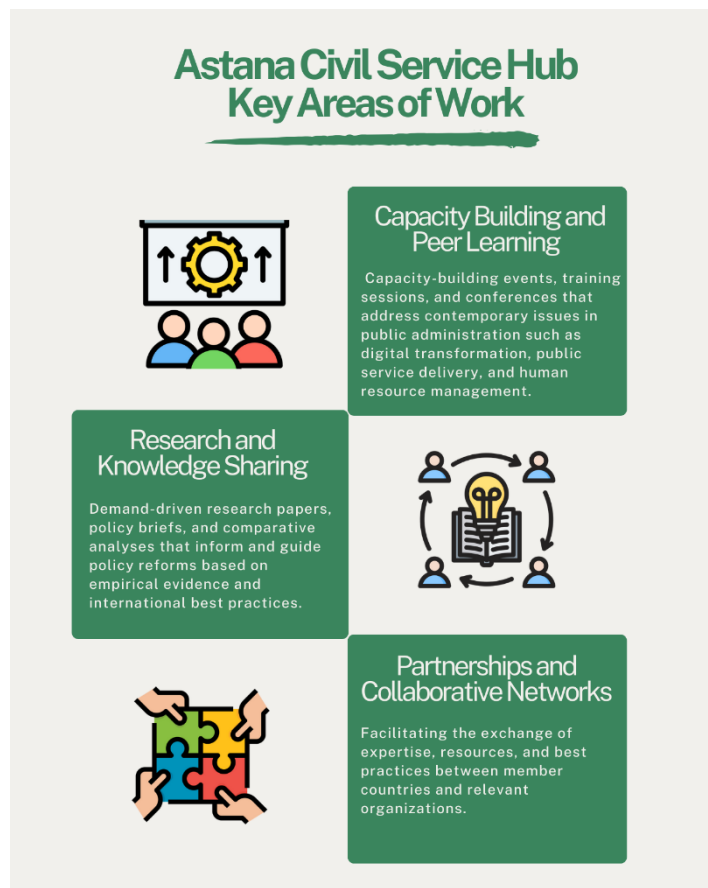 Astana Civil Service Hub
Key Areas of Work
Capacity Building and
Peer Learning
Capacity-building events, training
sessions, and conferences that
address contemporary issues in
public administration such as
digital transformation, public
service delivery, and human
resource management.
Research and
Knowledge Sharing
Demand-driven research papers,
policy briefs, and comparative
analyses that inform and guide
policy reforms based on
empirical evidence and
international best practices.
Partnerships and
Collaborative Networks
Facilitating the exchange of
expertise, resources, and best
practices between member
countries and relevant
organizations.